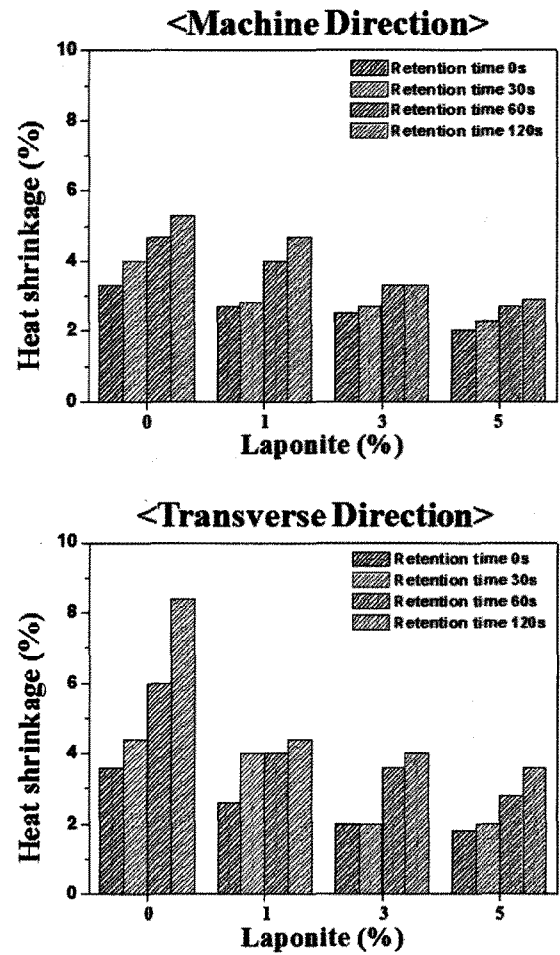 <Machine Direction>
10
8
6
4
2
0
Heat shrinkage (%)
Retention time 0s
Retention time 30s
Retention time 60s
Retention time 120s
0 1 3 5
Laponite (%)
<Transverse Direction>
10
8
6
4
2
0
Heat shrinkage (%)
Retention time 0s
Retention time 30s
Retention time 60s
Retention time 120s
0 1 3 5
Laponite (%)